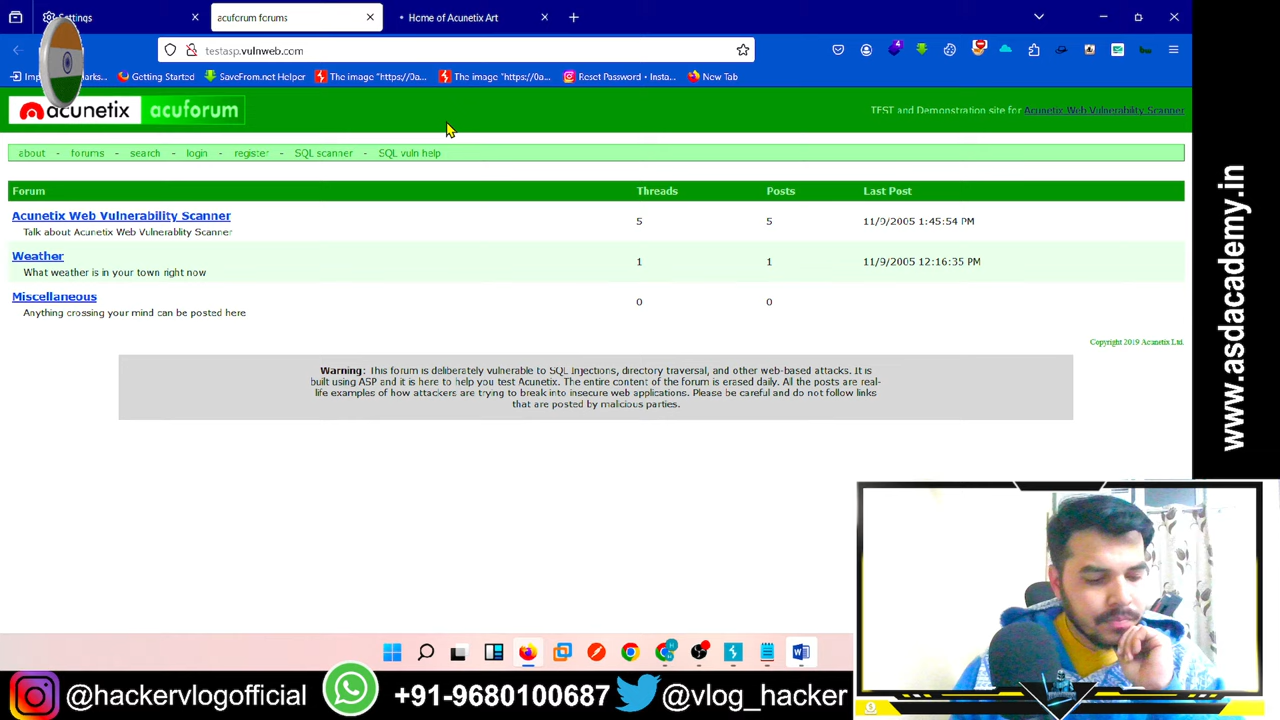 Settings
acuforum forums
Home of Acunetix Art
testasp.vulnweb.com
Getting Started
SaveFrom.net Helper
The image "https://0a...
The image "https://0a...
Reset Password • Insta...
New Tab
acunetix acuforum
TEST and Demonstration site for Acunetix Web Vulnerability Scanner
about - forums - search - login - register - SQL scanner - SQL vuln help
Forum Threads Posts Last Post
Acunetix Web Vulnerability Scanner 5 5 11/9/2005 1:45:54 PM
Talk about Acunetix Web Vulnerablity Scanner
Weather 1 1 11/9/2005 12:16:35 PM
What weather is in your town right now
Miscellaneous 0 0
Anything crossing your mind can be posted here
Copyright 2019 Acunetix Ltd.
Warning: This forum is deliberately vulnerable to SQL Injections, directory traversal, and other web-based attacks. It is
built using ASP and it is here to help you test Acunetix. The entire content of the forum is erased daily. All the posts are real-
life examples of how attackers are trying to break into insecure web applications. Please be careful and do not follow links
that are posted by malicious parties.
www.asdacademy.in
@hackervlogofficial +91-9680100687 @vlog_hacker